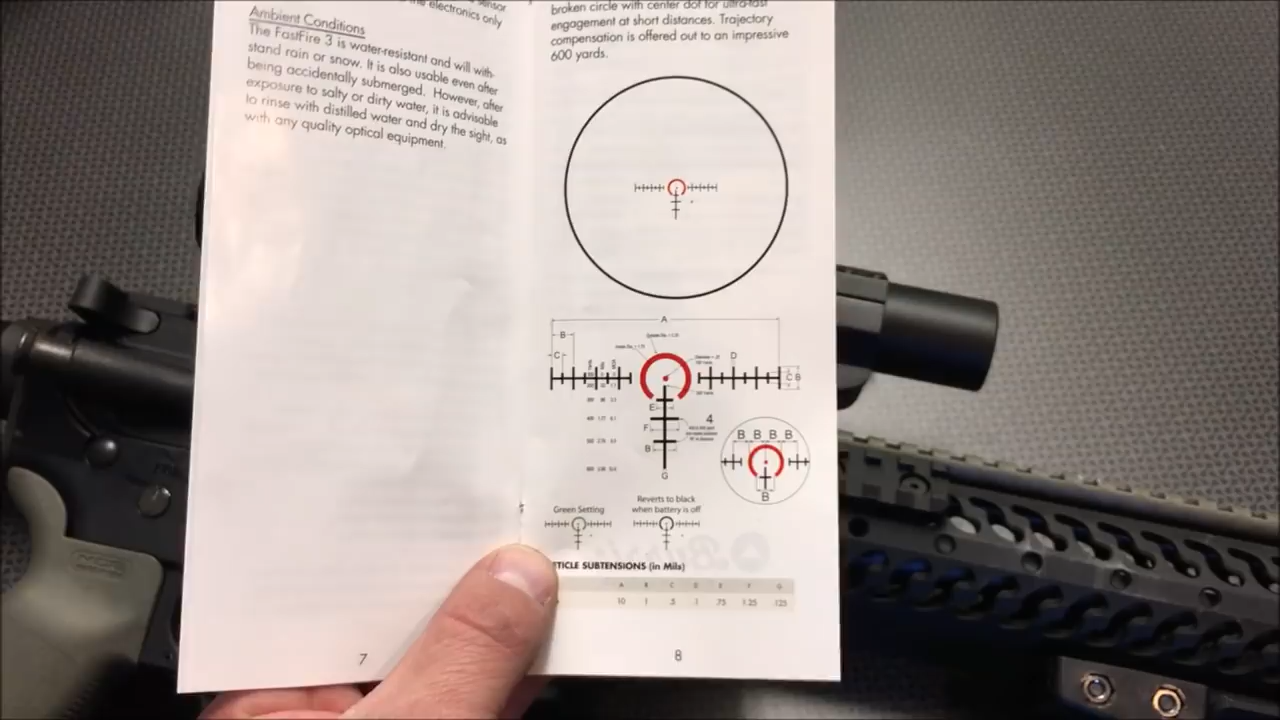 electronics only
Ambient Conditions
The FastFire 3 is water-resistant and will with-
stand rain or snow. It is also usable even after
being accidentally submerged. However, after
exposure to salty or dirty water, it is advisable
to rinse with distilled water and dry the sight, as
with any quality optical equipment.
7
broken circle with center dot for ultra-fast
engagement at short distances. Trajectory
compensation is offered out to an impressive
600 yards.
A
B
C
D
C B
E
F
4
B
G
B B B B
B
Green Setting
Reverts to black
when battery is off
TICLE SUBTENSIONS (in Mils)
A B C D E F G
10 1 .5 1 .75 1.25 .125
8